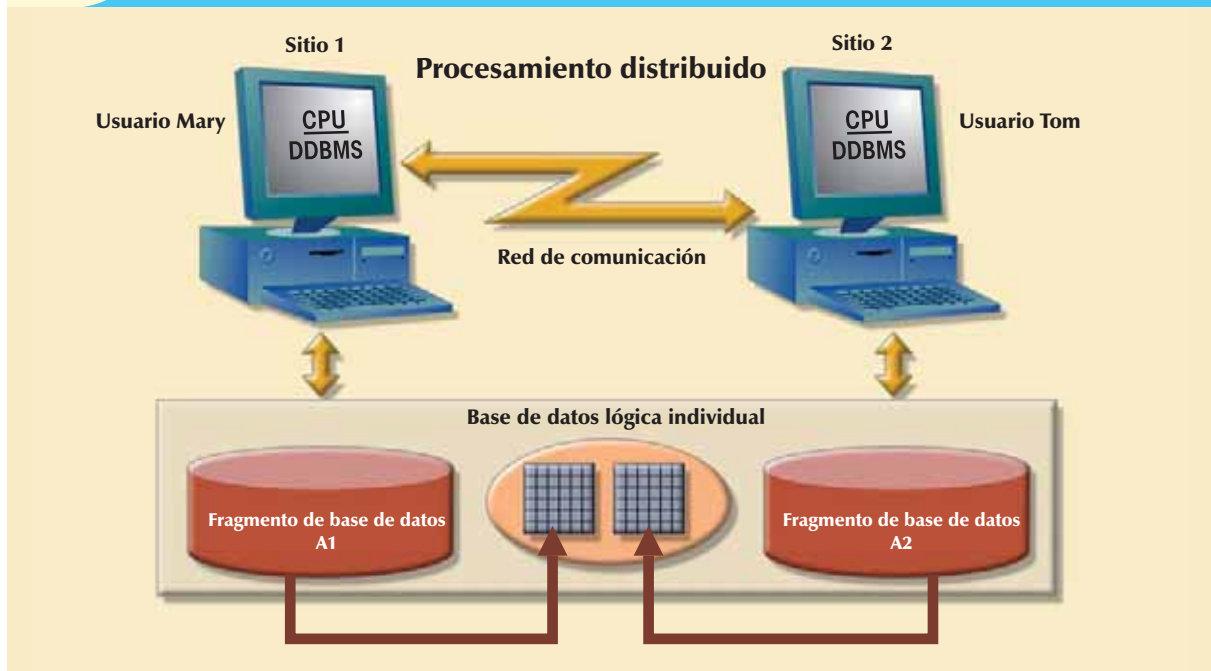 Sitio 1
Sitio 2
Procesamiento distribuido
Usuario Mary
CPU
DDBMS
CPU
DDBMS
Usuario Tom
Red de comunicación
Base de datos lógica individual
Fragmento de base de datos
A1
Fragmento de base de datos
A2